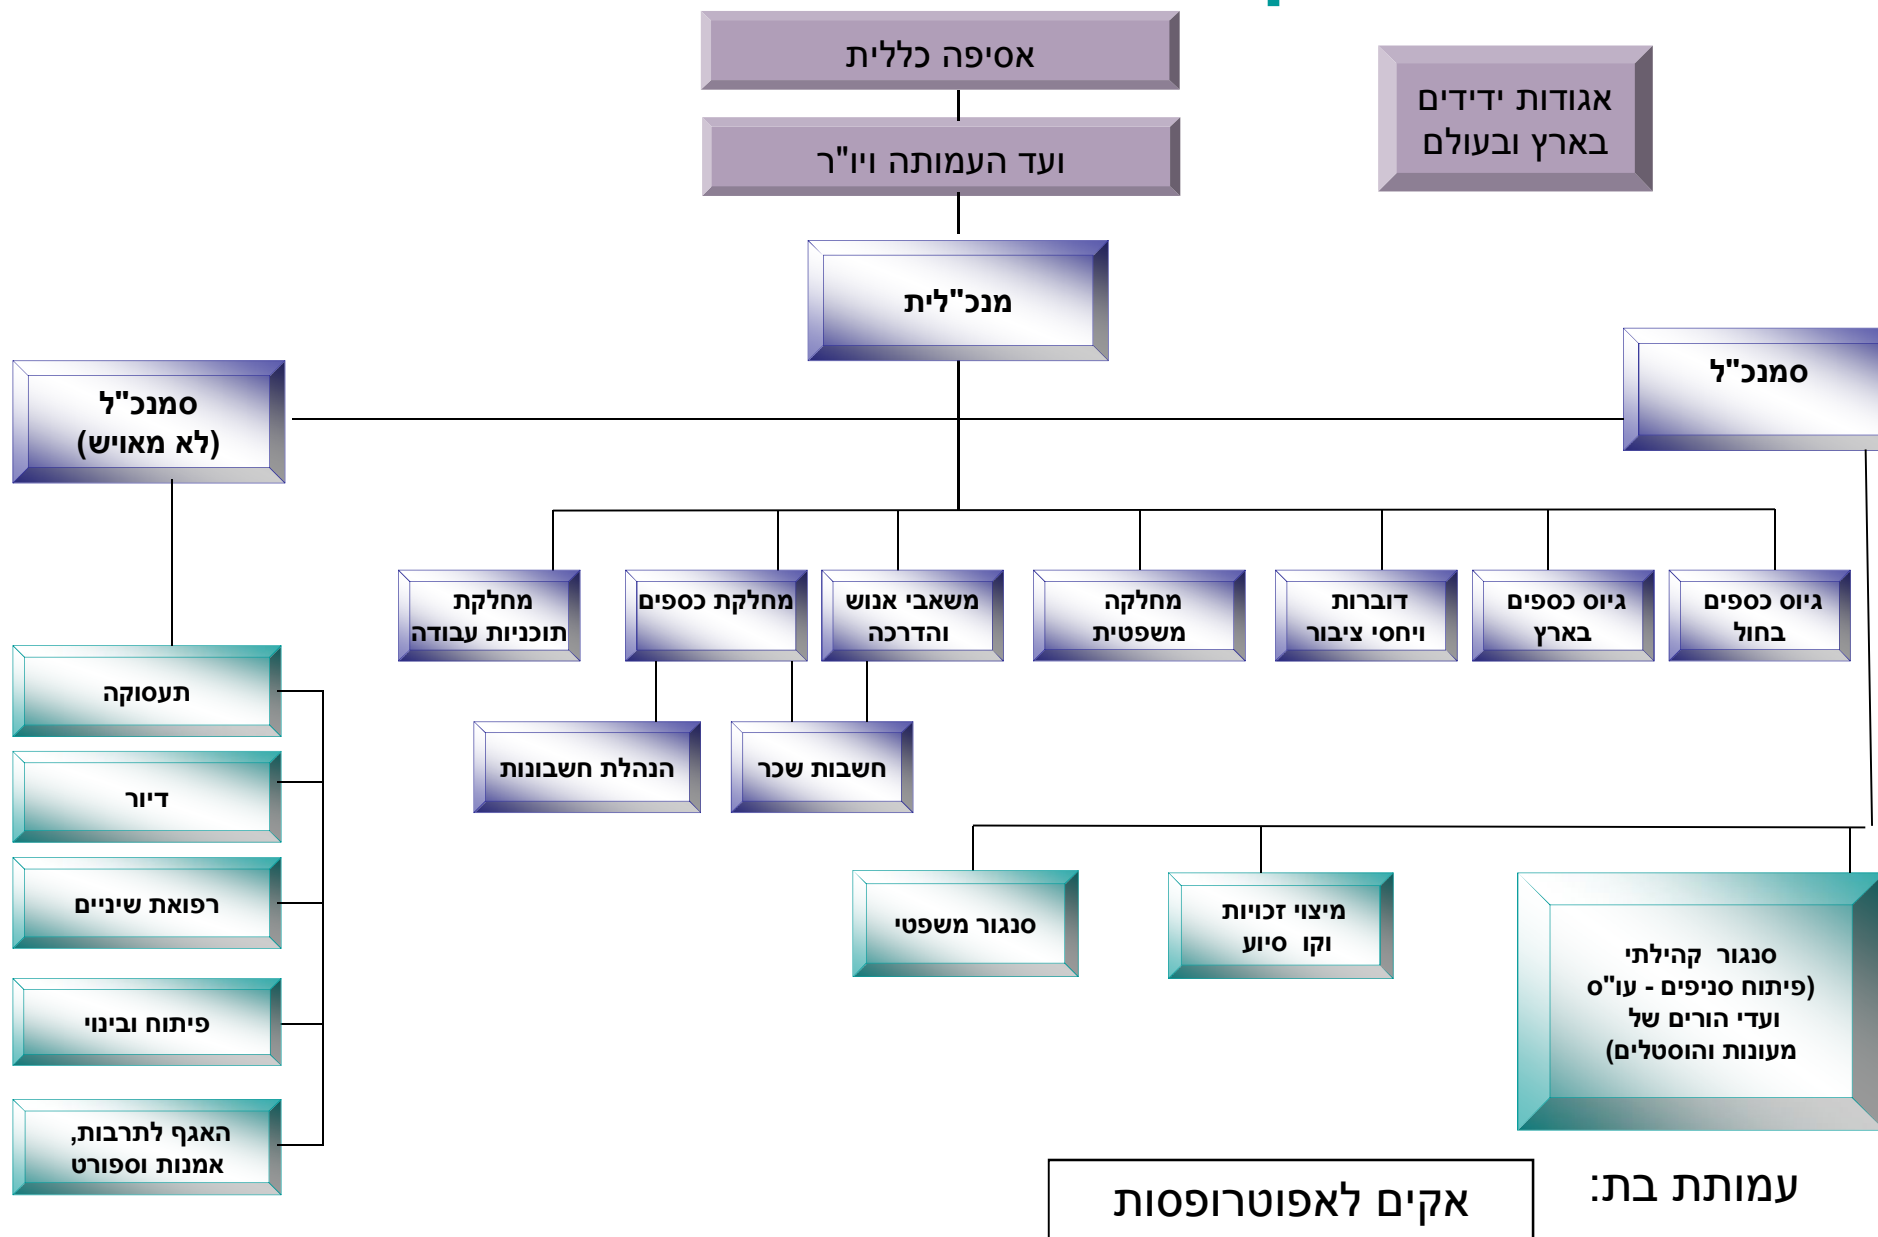 אסיפה כללית
אגודות ידידים
בארץ ובעולם
ועד העמותה ויו"ר
מנכ"לית
סמנכ"ל
סמנכ"ל
(לא מאויש)
גיוס כספים
בחול
גיוס כספים
בארץ
דוברות
ויחסי ציבור
מחלקה
משפטית
משאבי אנוש
והדרכה
מחלקת כספים
מחלקת
תוכניות עבודה
חשבות שכר
הנהלת חשבונות
תעסוקה
דיור
רפואת שיניים
פיתוח ובינוי
האגף לתרבות,
אמנות וספורט
סנגור קהילתי
(פיתוח סניפים - עו"ס
ועדי הורים של
מעונות והוסטלים)
מיצוי זכויות
וקו סיוע
סנגור משפטי
עמותת בת:
אקים לאפוטרופסות